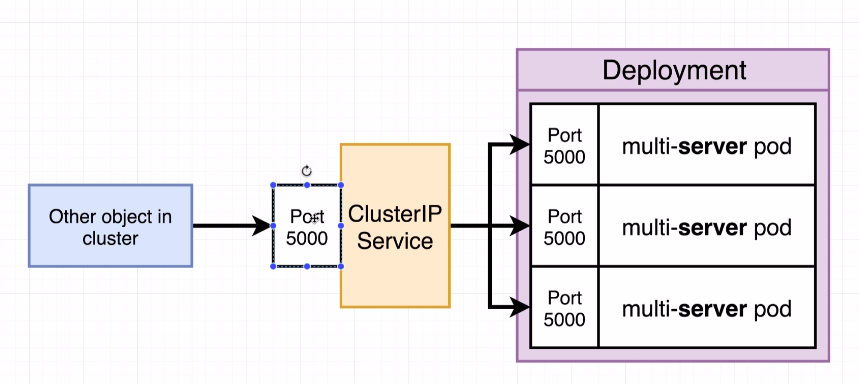 Deployment
Port
5000
multi-server pod
Other object in
cluster
Port
5000
ClusterIP
Service
Port
5000
multi-server pod
Port
5000
multi-server pod